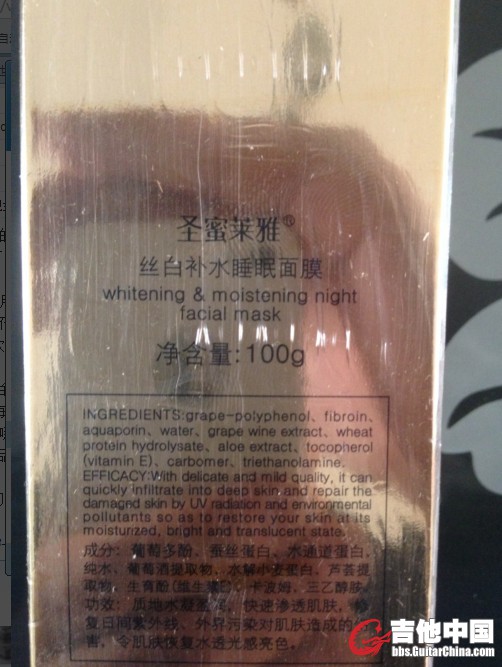 圣蜜莱雅®
丝白补水睡眠面膜
whitening & moistening night
facial mask
净含量:100g
INGREDIENTS:grape-polyphenol、fibroin、
aquaporin、water、grape wine extract、wheat
protein hydrolysate、aloe extract、tocopherol
(vitamin E)、carbomer、triethanolamine.
EFFICACY:With delicate and mild quality, it can
quickly infiltrate into deep skin and repair the
damagnd skin by UV radiation and environmental
pollutants so as to restore your skin at its
moisturized, bright and translucent state.
成分：葡萄多酚、蚕丝蛋白、水通道蛋白、
纯水、葡萄酒提取物、水解小麦蛋白、芦荟提
取物、生育酚(维生素E)、卡波姆、三乙醇胺。
功效：质地水凝柔润，快速渗透肌肤，修
复日间紫外线、外界污染对肌肤造成的
害，令肌肤恢复水透光感亮色。
吉他中国
bbs.GuitarChina.com